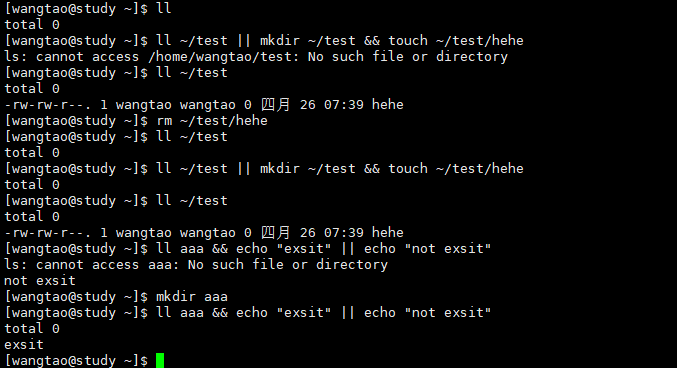 [wangtao@study ~]$ ll
total 0
[wangtao@study ~]$ ll ~/test || mkdir ~/test && touch ~/test/hehe
ls: cannot access /home/wangtao/test: No such file or directory
[wangtao@study ~]$ ll ~/test
total 0
-rw-rw-r--. 1 wangtao wangtao 0 四月 26 07:39 hehe
[wangtao@study ~]$ rm ~/test/hehe
[wangtao@study ~]$ ll ~/test
total 0
[wangtao@study ~]$ ll ~/test || mkdir ~/test && touch ~/test/hehe
total 0
[wangtao@study ~]$ ll ~/test
total 0
-rw-rw-r--. 1 wangtao wangtao 0 四月 26 07:39 hehe
[wangtao@study ~]$ ll aaa && echo "exsit" || echo "not exsit"
ls: cannot access aaa: No such file or directory
not exsit
[wangtao@study ~]$ mkdir aaa
[wangtao@study ~]$ ll aaa && echo "exsit" || echo "not exsit"
total 0
exsit
[wangtao@study ~]$